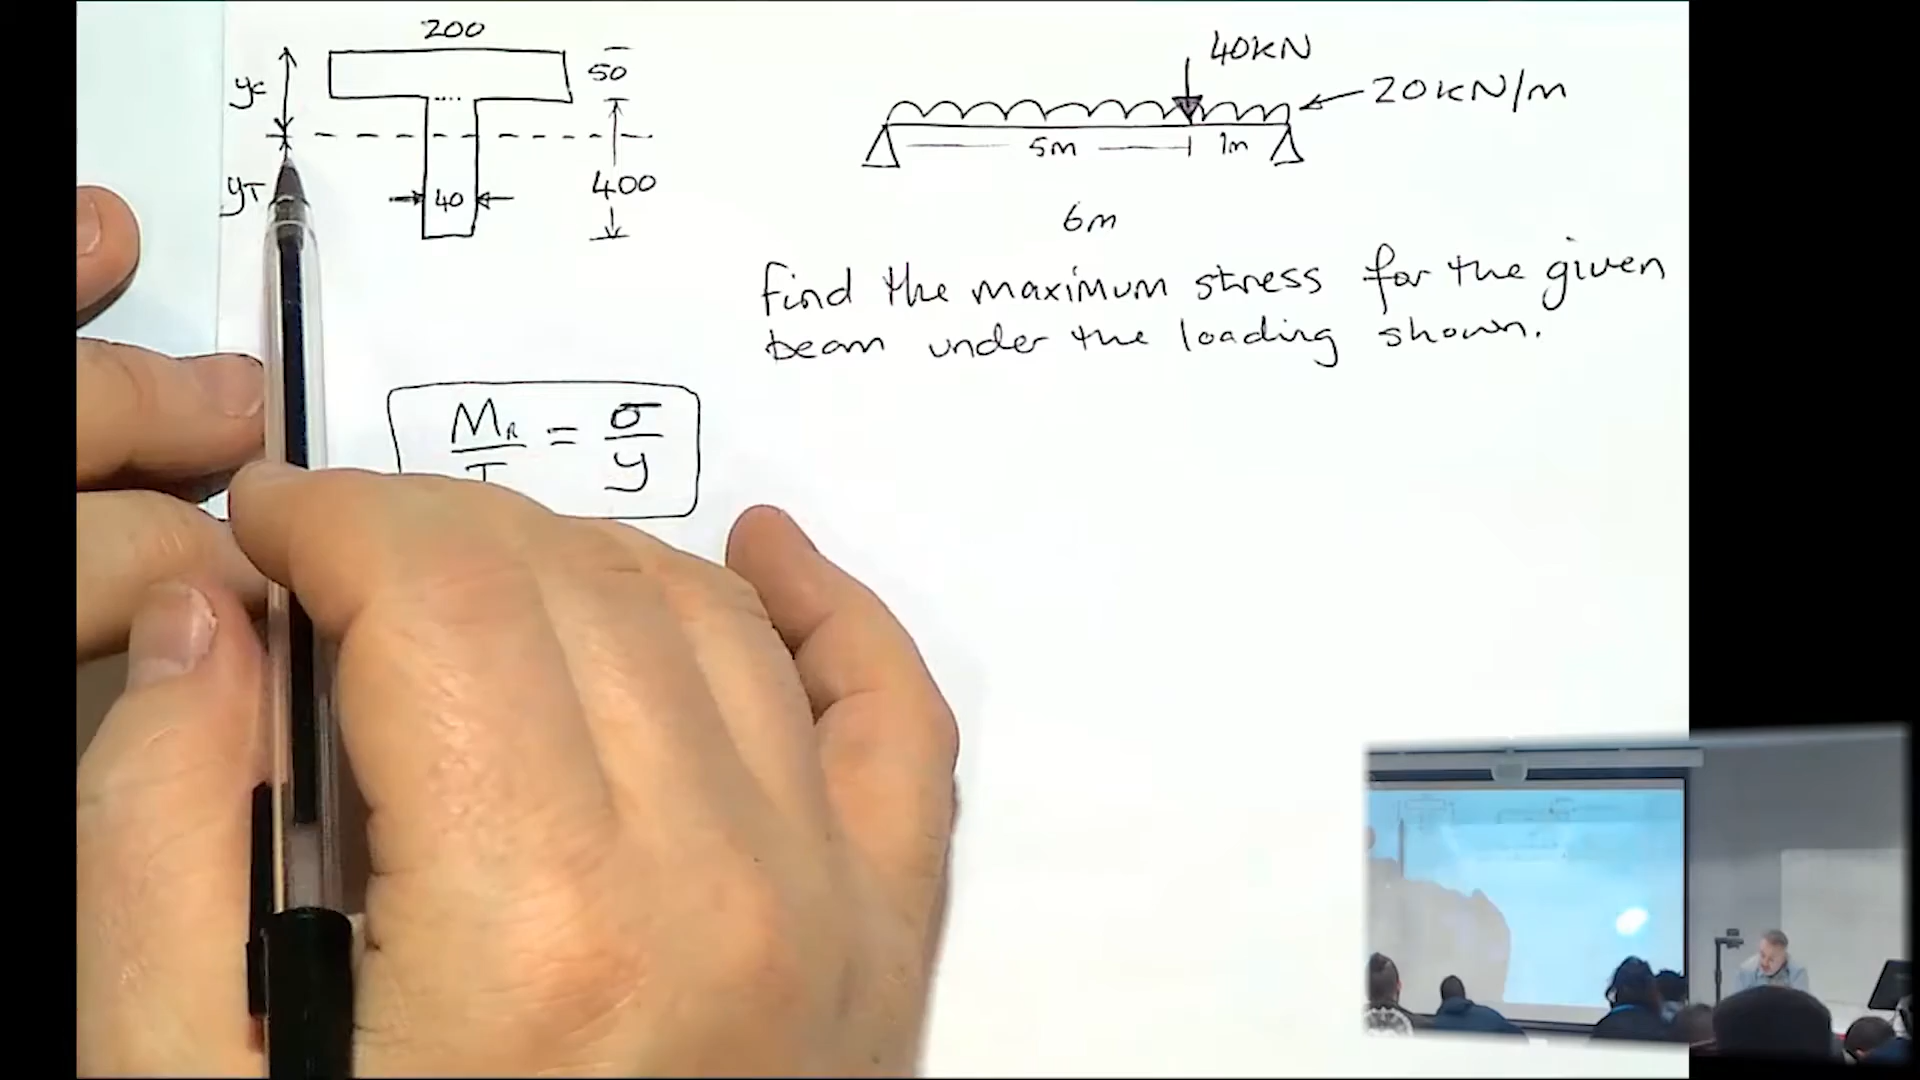 200
50
yc
yT
40
400
40kN
20kN/m
5m
1m
6m
Find the maximum stress for the given
beam under the loading shown.
MR = σ
I y